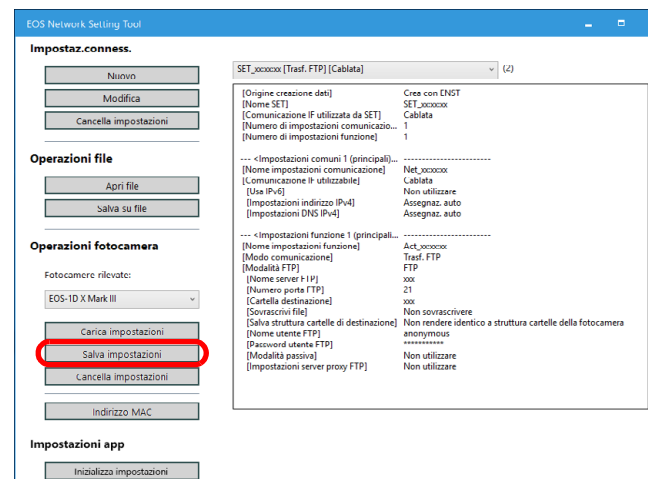 EOS Network Setting Tool
Impostaz.conness.
Nuovo
Modifica
Cancella impostazioni
Operazioni file
Apri file
Salva su file
Operazioni fotocamera
Fotocamere rilevate:
EOS-1D X Mark III
Carica impostazioni
Salva impostazioni
Cancella impostazioni
Indirizzo MAC
Impostazioni app
Inizializza impostazioni
SET_xxxxxx [Trasf. FTP] [Cablata] (2)
[Origine creazione dati] Crea con ENST
[Nome SET] SET_xxxxxx
[Comunicazione IF utilizzata da SET] Cablata
[Numero di impostazioni comunicazio... 1
[Numero di impostazioni funzione] 1
--- <Impostazioni comuni 1 (principali)... ------------------------
[Nome impostazioni comunicazione] Net_xxxxxx
[Comunicazione IF utilizzabile] Cablata
[Usa IPv6] Non utilizzare
[Impostazioni indirizzo IPv4] Assegnaz. auto
[Impostazioni DNS IPv4] Assegnaz. auto
--- <Impostazioni funzione 1 (principali... ------------------------
[Nome impostazioni funzione] Act_xxxxxx
[Modo comunicazione] Trasf. FTP
[Modalità FTP] FTP
[Nome server FTP] xxx
[Numero porta FTP] 21
[Cartella destinazione] xxx
[Sovrascrivi file] Non sovrascrivere
[Salva struttura cartelle di destinazione] Non rendere identico a struttura cartelle della fotocamera
[Nome utente FTP] anonymous
[Password utente FTP] ***********
[Modalità passiva] Non utilizzare
[Impostazioni server proxy FTP] Non utilizzare